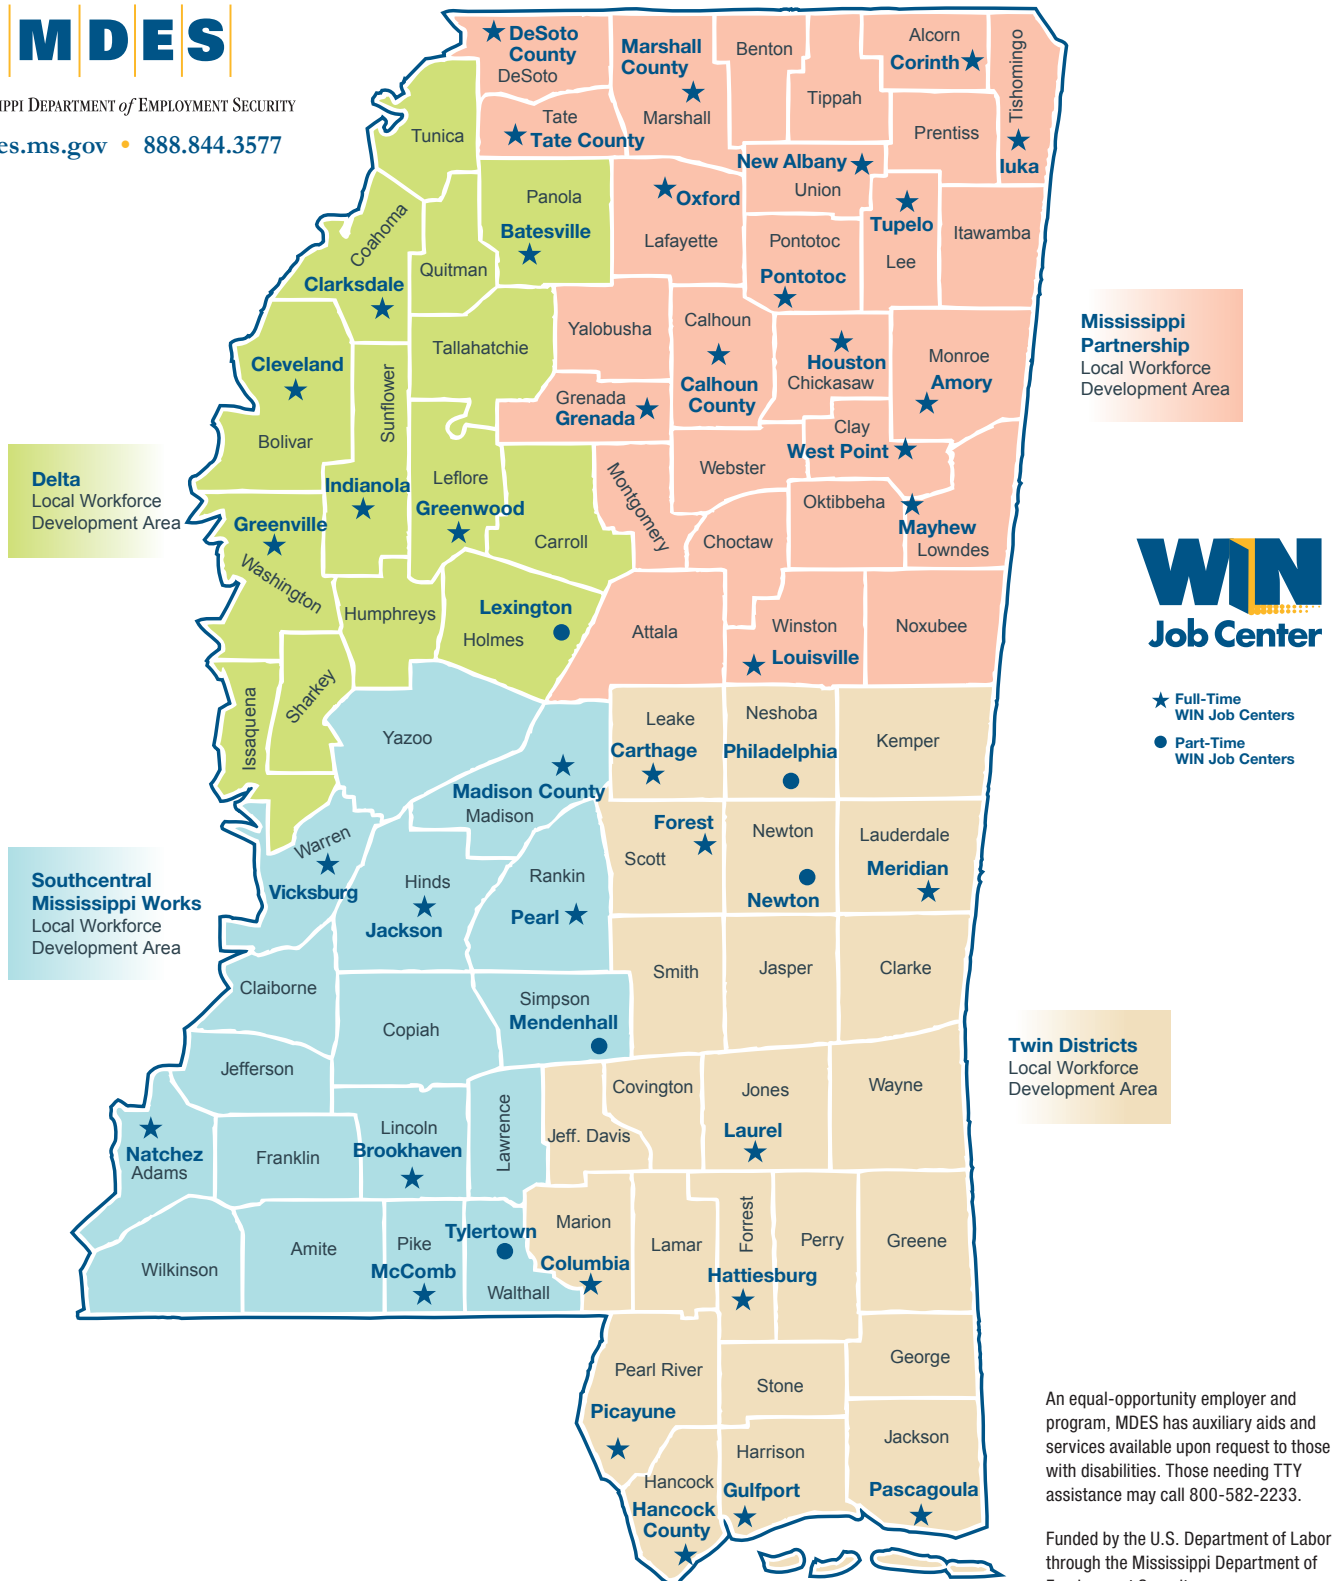 MDES
IPPI DEPARTMENT of EMPLOYMENT SECURITY
es.ms.gov • 888.844.3577
DeSoto
County
DeSoto
Marshall
County
Marshall
Benton
Tippah
Alcorn
Corinth
Tishomingo
Iuka
Prentiss
Tate
Tate County
Tunica
New Albany
Union
Oxford
Lafayette
Panola
Batesville
Tupelo
Lee
Itawamba
Pontotoc
Pontotoc
Coahoma
Clarksdale
Quitman
Tallahatchie
Yalobusha
Calhoun
Calhoun
County
Houston
Chickasaw
Monroe
Amory
Mississippi
Partnership
Local Workforce
Development Area
Cleveland
Bolivar
Sunflower
Indianola
Grenada
Grenada
Clay
West Point
Webster
Montgomery
Leflore
Greenwood
Carroll
Oktibbeha
Mayhew
Lowndes
Choctaw
Delta
Local Workforce
Development Area
Greenville
Washington
Humphreys
Lexington
Holmes
Attala
Winston
Louisville
Noxubee
WIN
Job Center
Full-Time
WIN Job Centers
Part-Time
WIN Job Centers
Issaquena
Sharkey
Yazoo
Madison County
Madison
Leake
Carthage
Neshoba
Philadelphia
Kemper
Warren
Vicksburg
Hinds
Jackson
Rankin
Pearl
Forest
Scott
Newton
Newton
Lauderdale
Meridian
Southcentral
Mississippi Works
Local Workforce
Development Area
Claiborne
Copiah
Simpson
Mendenhall
Smith
Jasper
Clarke
Twin Districts
Local Workforce
Development Area
Jefferson
Natchez
Adams
Franklin
Lincoln
Brookhaven
Lawrence
Jeff. Davis
Covington
Jones
Laurel
Wayne
Wilkinson
Amite
Pike
McComb
Tylertown
Walthall
Marion
Columbia
Lamar
Forrest
Hattiesburg
Perry
Greene
Pearl River
Picayune
Stone
George
Hancock
Hancock
County
Harrison
Gulfport
Jackson
Pascagoula
An equal-opportunity employer and
program, MDES has auxiliary aids and
services available upon request to those
with disabilities. Those needing TTY
assistance may call 800-582-2233.
Funded by the U.S. Department of Labor
through the Mississippi Department of